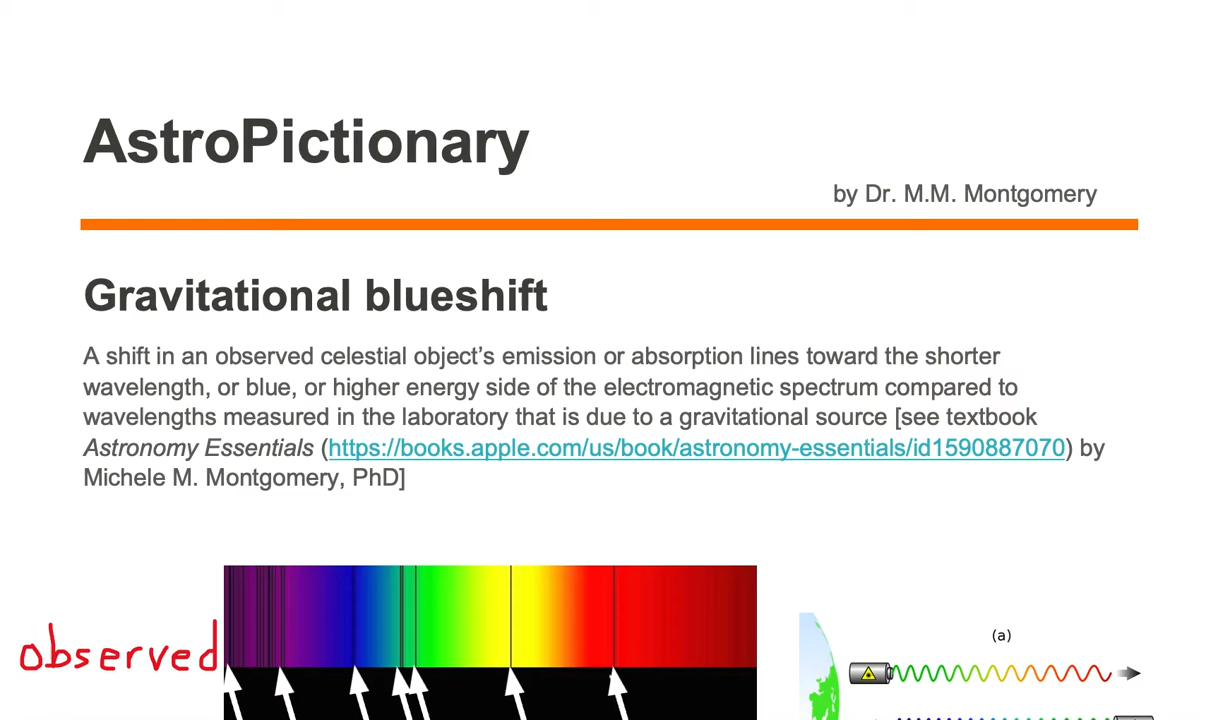 AstroPictionary
by Dr. M.M. Montgomery
Gravitational blueshift
A shift in an observed celestial object’s emission or absorption lines toward the shorter
wavelength, or blue, or higher energy side of the electromagnetic spectrum compared to
wavelengths measured in the laboratory that is due to a gravitational source [see textbook
Astronomy Essentials (https://books.apple.com/us/book/astronomy-essentials/id1590887070) by
Michele M. Montgomery, PhD]
observed
(a)